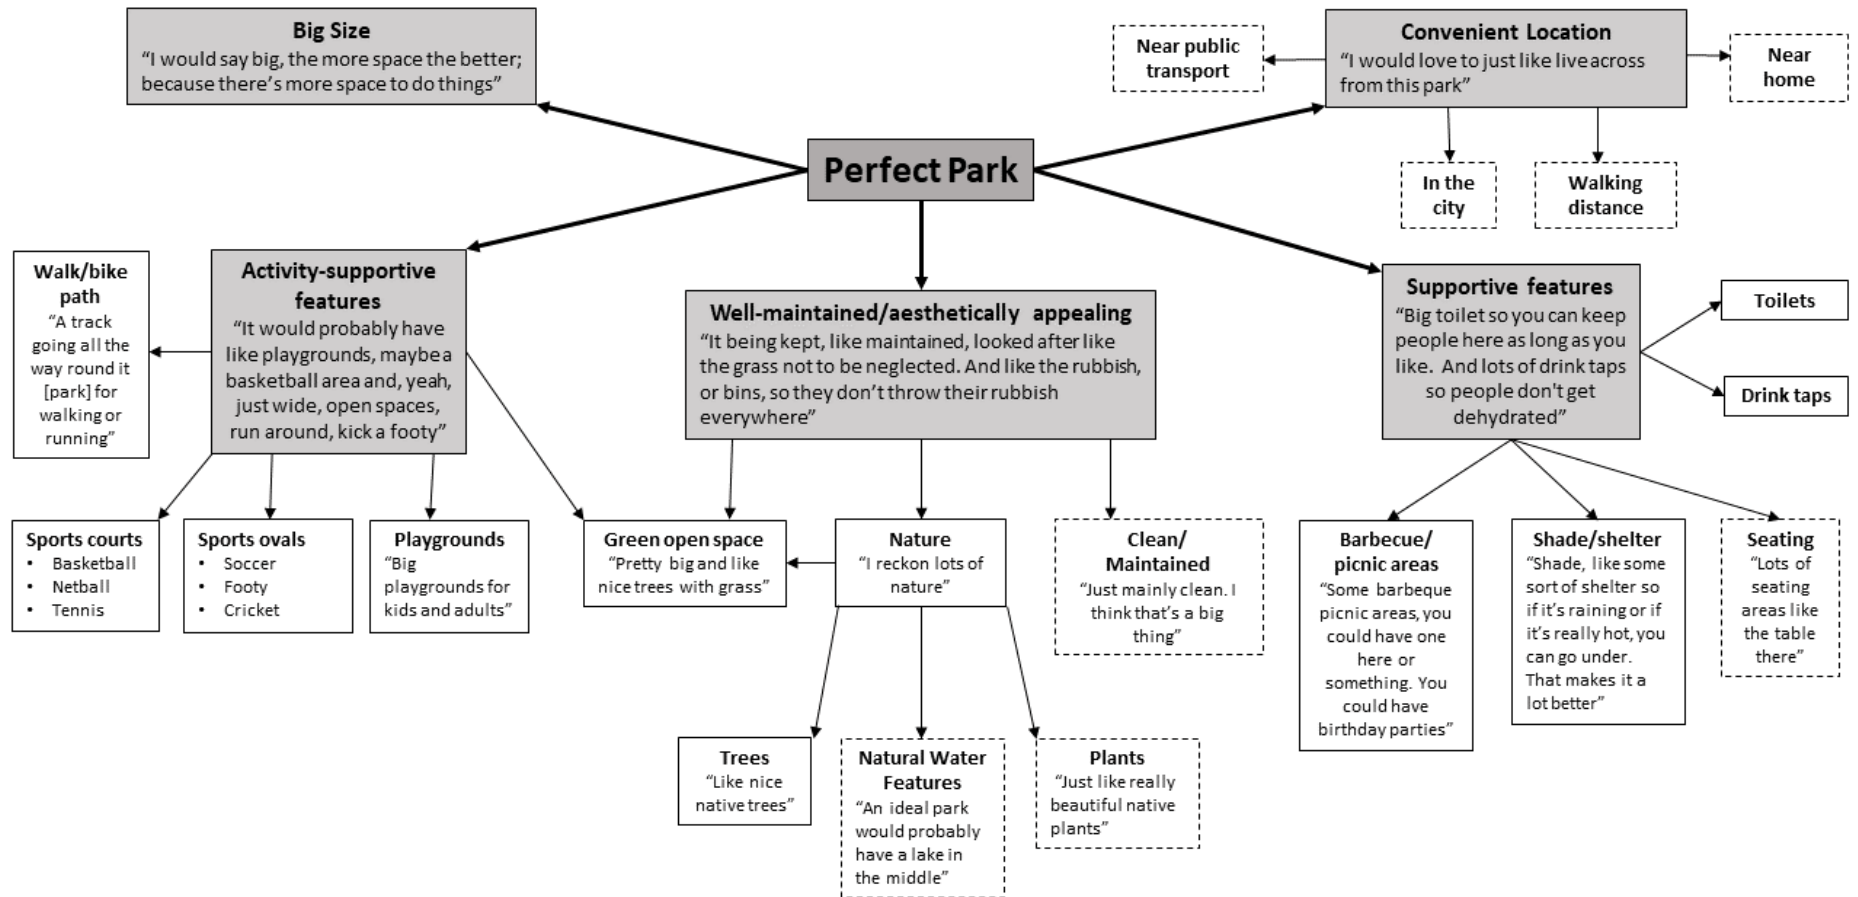 Big Size
“I would say big, the more space the better;
because there’s more space to do things”
Near public
transport
Convenient Location
“I would love to just like live across
from this park”
Near
home
Perfect Park
In the
city
Walking
distance
Walk/bike
path
“A track
going all the
way round it
[park] for
walking or
running”
Activity-supportive
features
“It would probably have
like playgrounds, maybe a
basketball area and, yeah,
just wide, open spaces,
run around, kick a footy”
Well-maintained/aesthetically appealing
“It being kept, like maintained, looked after like
the grass not to be neglected. And like the rubbish,
or bins, so they don’t throw their rubbish
everywhere”
Supportive features
“Big toilet so you can keep
people here as long as you
like. And lots of drink taps
so people don't get
dehydrated”
Toilets
Drink taps
Sports courts
• Basketball
• Netball
• Tennis
Sports ovals
• Soccer
• Footy
• Cricket
Playgrounds
“Big
playgrounds for
kids and adults”
Green open space
“Pretty big and like
nice trees with grass”
Nature
“I reckon lots of
nature”
Clean/
Maintained
“Just mainly clean. I
think that’s a big
thing”
Barbecue/
picnic areas
“Some barbeque
picnic areas, you
could have one
here or
something. You
could have
birthday parties”
Shade/shelter
“Shade, like some
sort of shelter so
if it’s raining or if
it’s really hot, you
can go under.
That makes it a
lot better”
Seating
“Lots of
seating
areas like
the table
there”
Trees
“Like nice
native trees”
Natural Water
Features
“An ideal park
would probably
have a lake in
the middle”
Plants
“Just like really
beautiful native
plants”